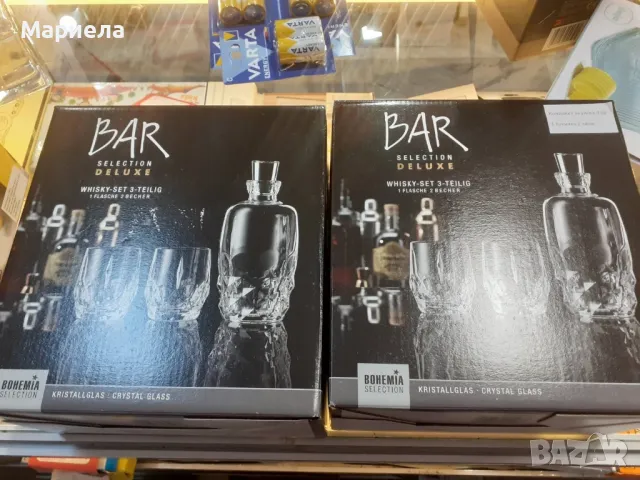 Мариела
VARTA
VARTA
BAR
SELECTION
DELUXE
WHISKY-SET 3-TEILIG
1 FLASCHE 2 BECHER
BOHEMIA
SELECTION
KRISTALLGLAS · CRYSTAL GLASS
BAR
SELECTION
DELUXE
WHISKY-SET 3-TEILIG
1 FLASCHE 2 BECHER
BOHEMIA
SELECTION
KRISTALLGLAS · CRYSTAL GLASS
BAZAR